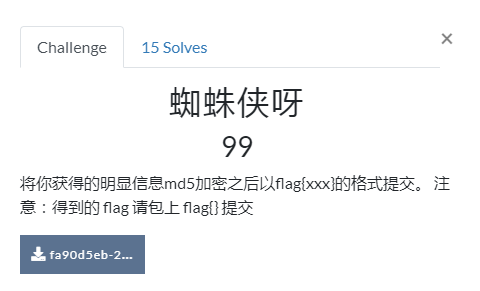 Challenge
15 Solves
×
蜘蛛侠呀
99
将你获得的明显信息md5加密之后以flag{xxx}的格式提交。 注
意：得到的 flag 请包上 flag{} 提交
fa90d5eb-2...